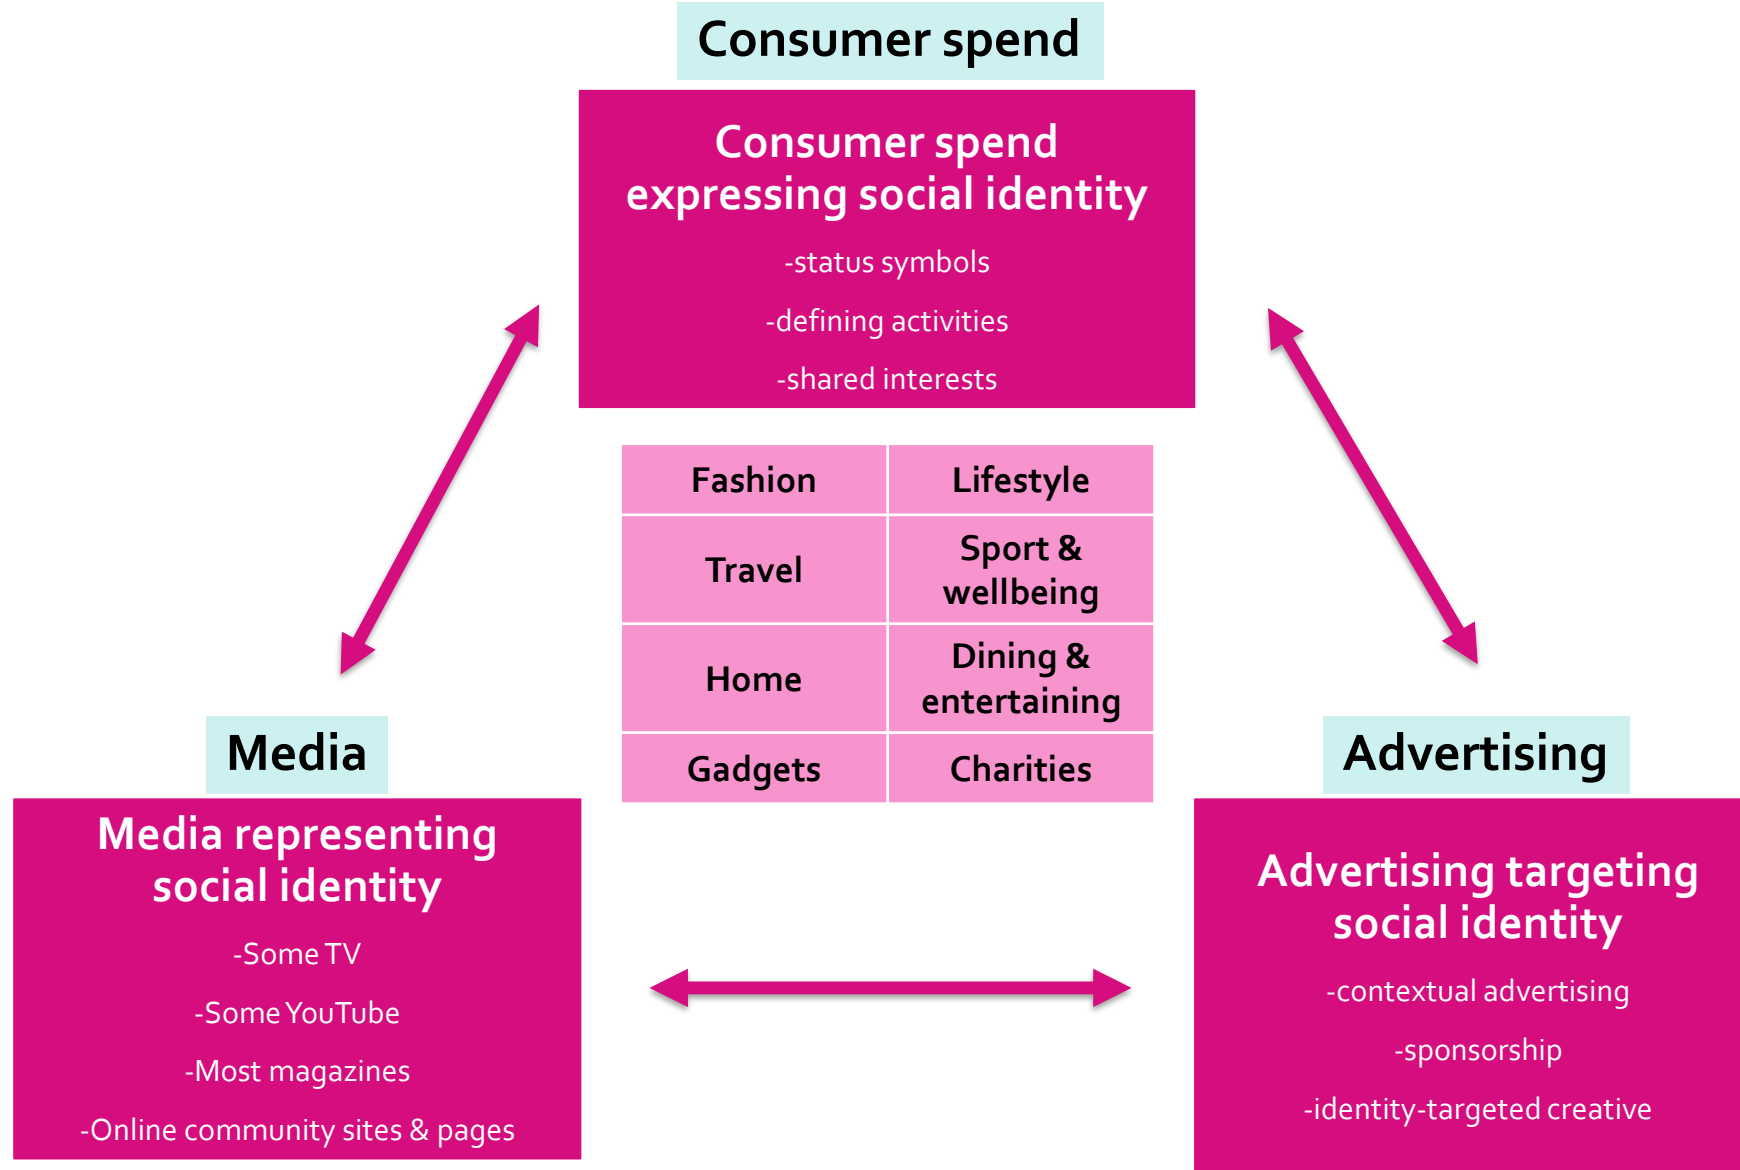 Consumer spend
Consumer spend
expressing social identity
-status symbols
-defining activities
-shared interests
Fashion
Lifestyle
Travel
Sport &
wellbeing
Home
Dining &
entertaining
Gadgets
Charities
Media
Media representing
social identity
-Some TV
-Some YouTube
-Most magazines
-Online community sites & pages
Advertising
Advertising targeting
social identity
-contextual advertising
-sponsorship
-identity-targeted creative